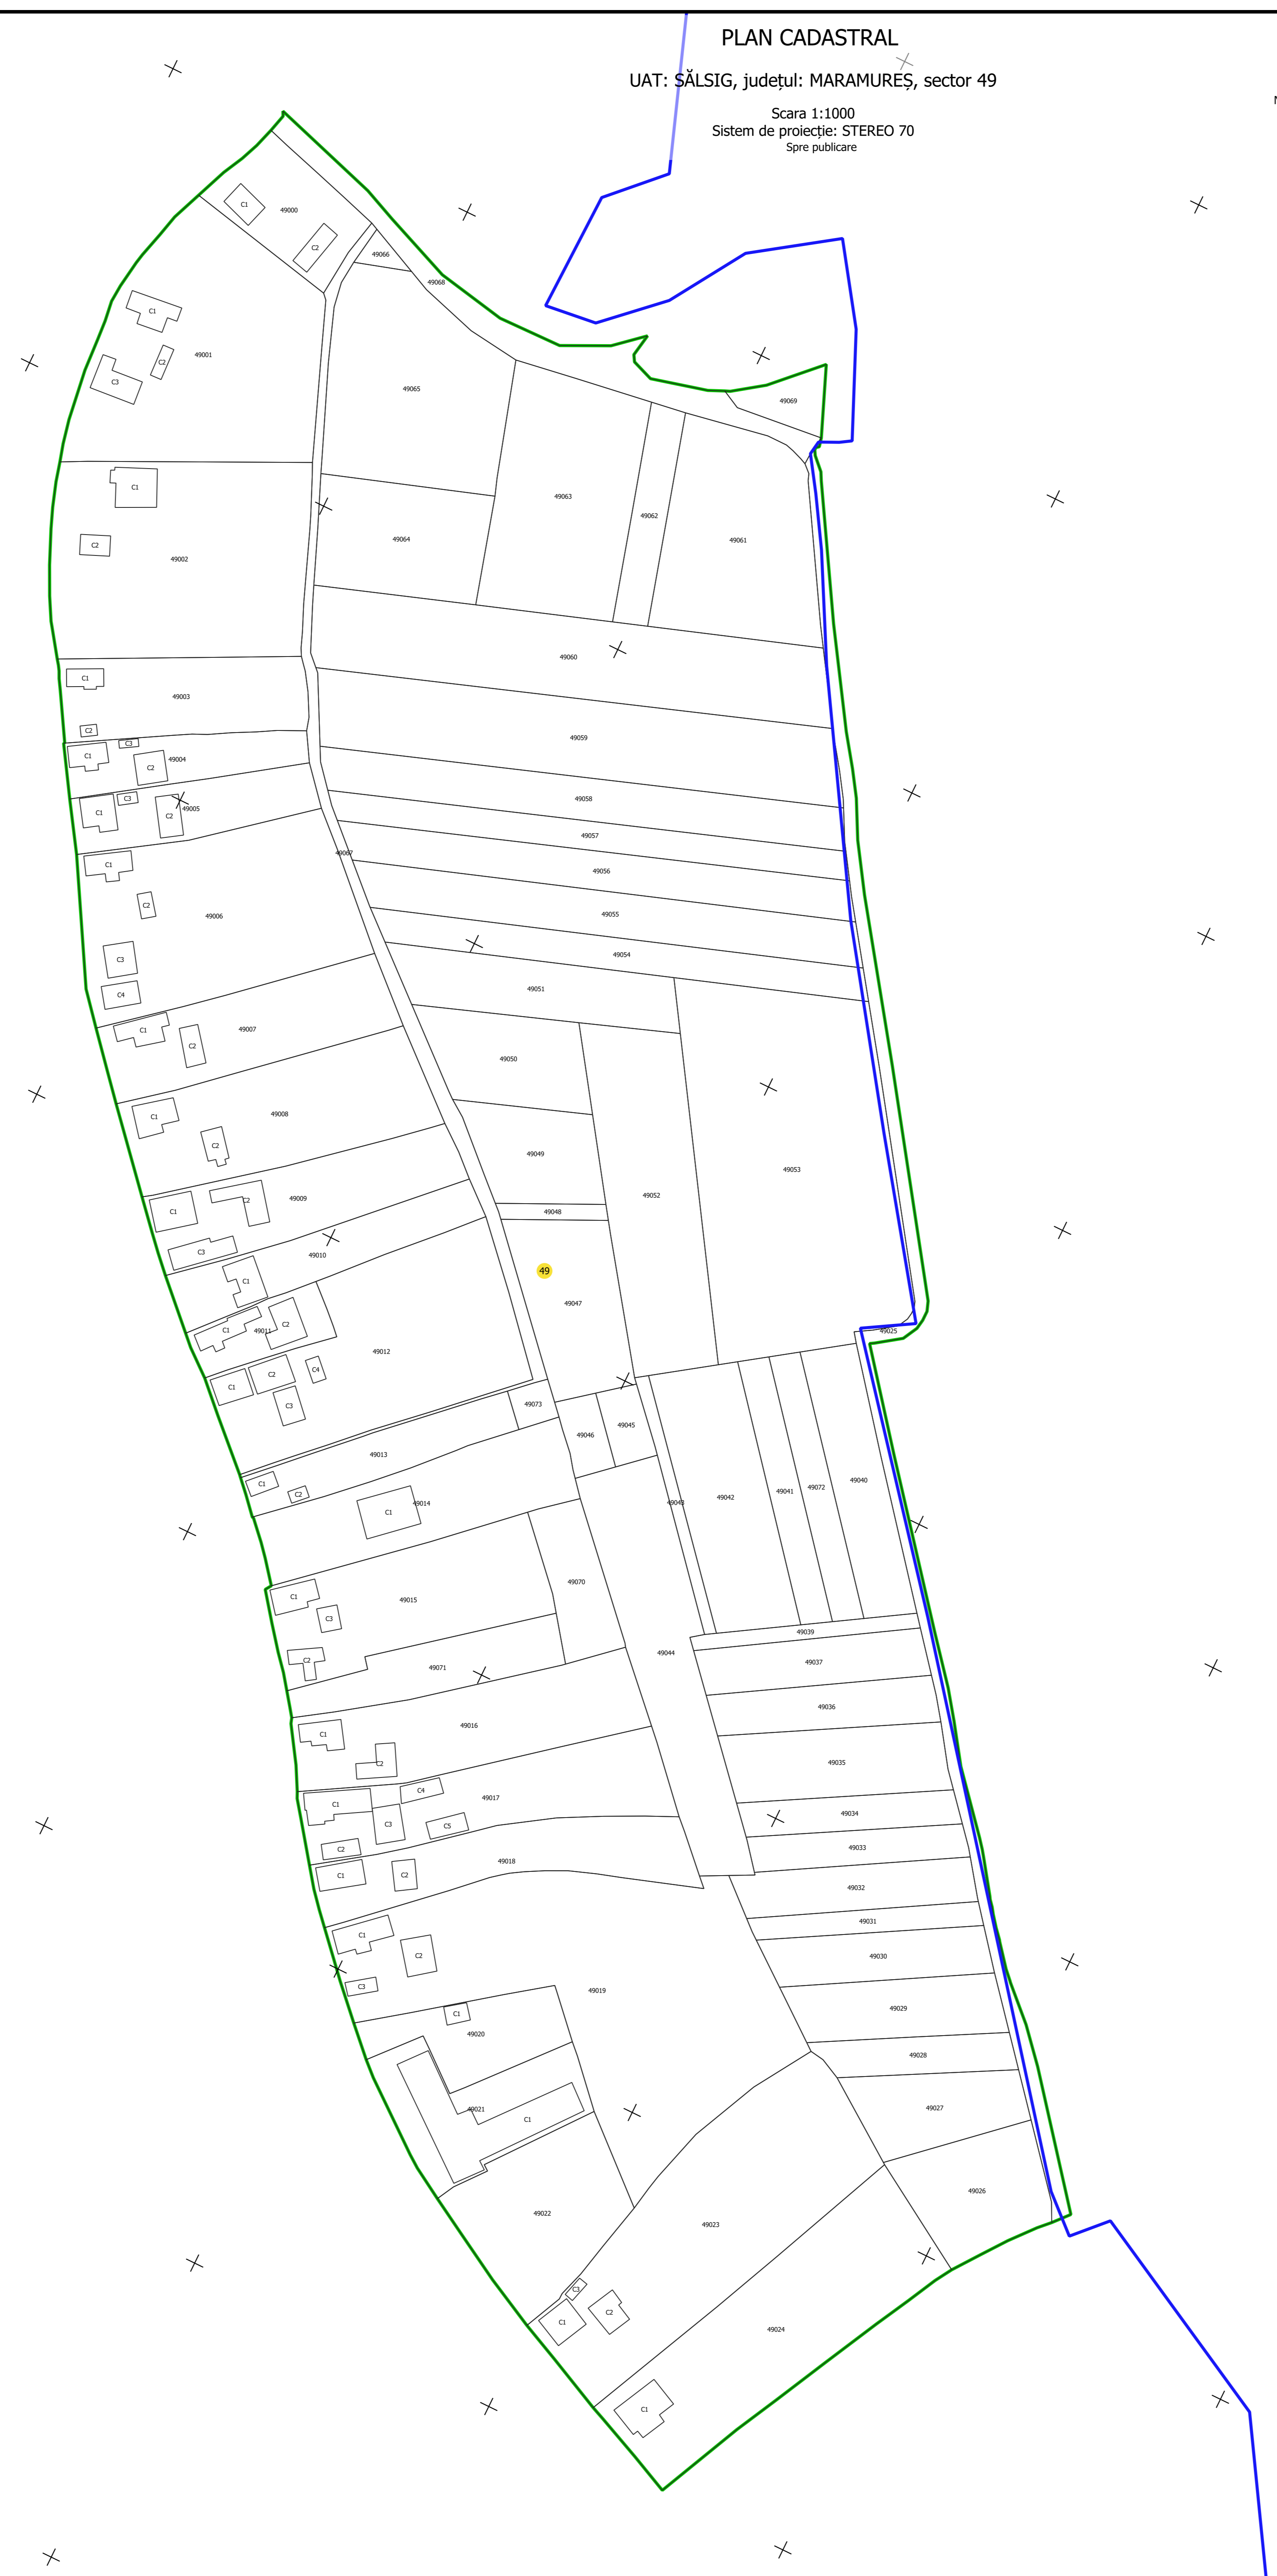 PLAN CADASTRAL
UAT: SĂLSIG, județul: MARAMUREȘ, sector 49
Scara 1:1000
Sistem de proiecție: STEREO 70
Spre publicare
C1
49000
C2
49066
49068
C1
49001
C2
C3
49065
49069
C1
49063
49062
49061
49064
C2
49002
49060
C1
49003
C2
C3
49059
C1
49004
C2
C3
49058
C1
49005
C2
49057
49067
C1
49056
C2
49006
49055
C3
49054
C4
49051
C1
49007
C2
49050
C1
49008
C2
49049
49053
49052
C1
C2
49009
49048
C3
49010
49
C1
49047
C2
C1
49011
49025
49012
C4
C2
C1
C3
49073
49045
49046
49013
C1
C2
49043
49042
49041
49072
49040
49014
C1
49070
C1
49015
C3
49039
49044
C2
49071
49037
49036
49016
C1
C2
49035
C4
49017
C1
49034
C3
C5
C2
49033
49018
C1
C2
49032
49031
C1
C2
49030
C3
49019
49029
C1
49020
49028
49021
C1
49027
49026
49022
49023
C3
C1
C2
49024
C1